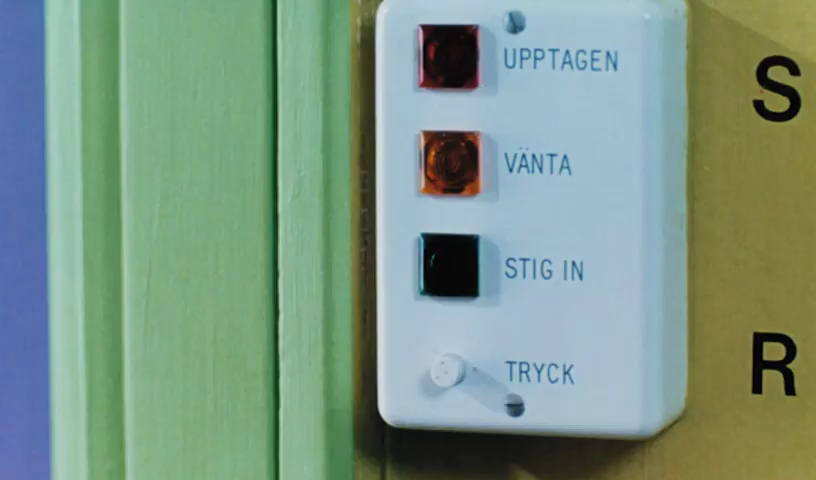 UPPTAGEN
VÄNTA
STIG IN
TRYCK
S
R